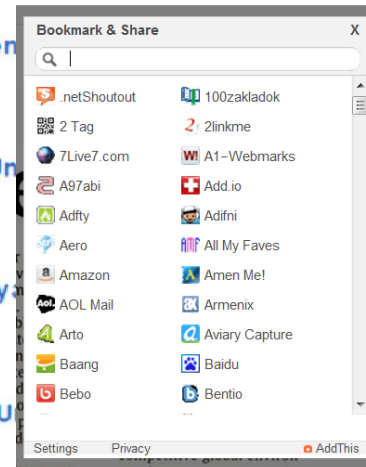 Bookmark & Share X
.netShoutout 100zakladok
2 Tag 2linkme
7Live7.com A1-Webmarks
A97abi Add.io
Adfty Adifni
Aero All My Faves
Amazon Amen Me!
AOL Mail Armenix
Arto Aviary Capture
Baang Baidu
Bebo Bentio
Settings Privacy AddThis